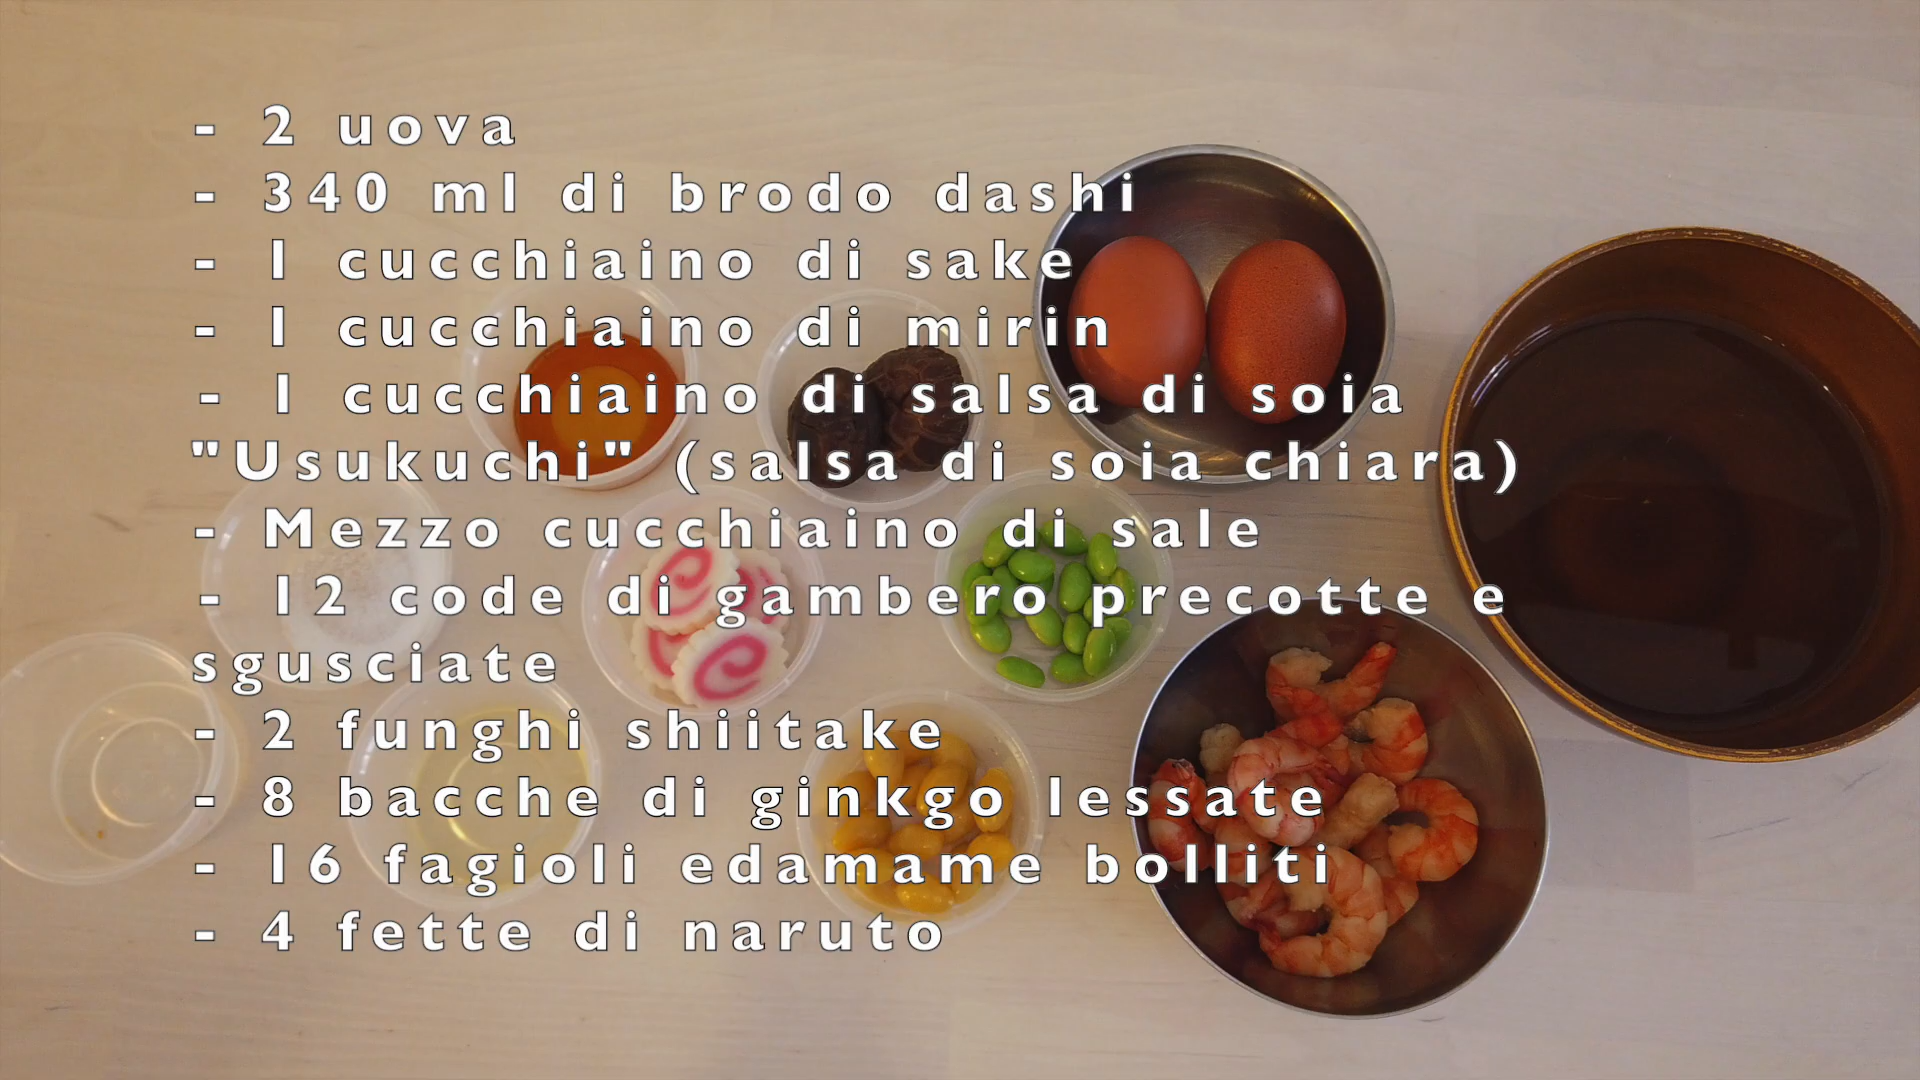 - 2 uova
- 340 ml di brodo dashi
- 1 cucchiaino di sake
- 1 cucchiaino di mirin
- 1 cucchiaino di salsa di soia
"Usukuchi" (salsa di soia chiara)
- Mezzo cucchiaino di sale
- 12 code di gambero precotte e
sgusciate
- 2 funghi shiitake
- 8 bacche di ginkgo lessate
- 16 fagioli edamame bolliti
- 4 fette di naruto